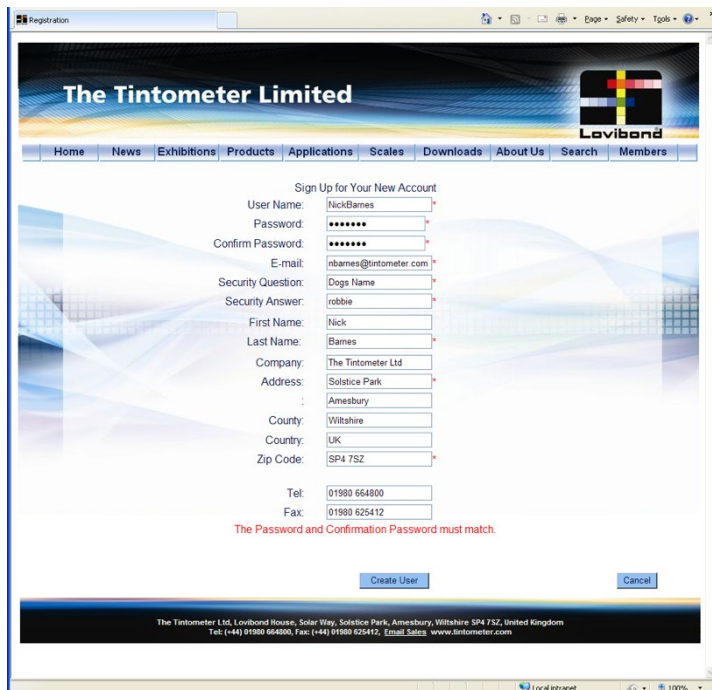 Registration
Page Safety Tools
The Tintometer Limited
Lovibond
Home News Exhibitions Products Applications Scales Downloads About Us Search Members
Sign Up for Your New Account
User Name: NickBarnes *
Password: ••••••• *
Confirm Password: ••••••• *
E-mail: nbarnes@tintometer.com *
Security Question: Dogs Name *
Security Answer: robbie *
First Name: Nick
Last Name: Barnes *
Company: The Tintometer Ltd
Address: Solstice Park *
: Amesbury
County: Wiltshire
Country: UK
Zip Code: SP4 7SZ *
Tel: 01980 664800
Fax: 01980 625412
The Password and Confirmation Password must match.
Create User Cancel
The Tintometer Ltd, Lovibond House, Solar Way, Solstice Park, Amesbury, Wiltshire SP4 7SZ, United Kingdom
Tel: (+44) 01980 664800, Fax: (+44) 01980 625412, Email Sales www.tintometer.com
Local intranet 100%